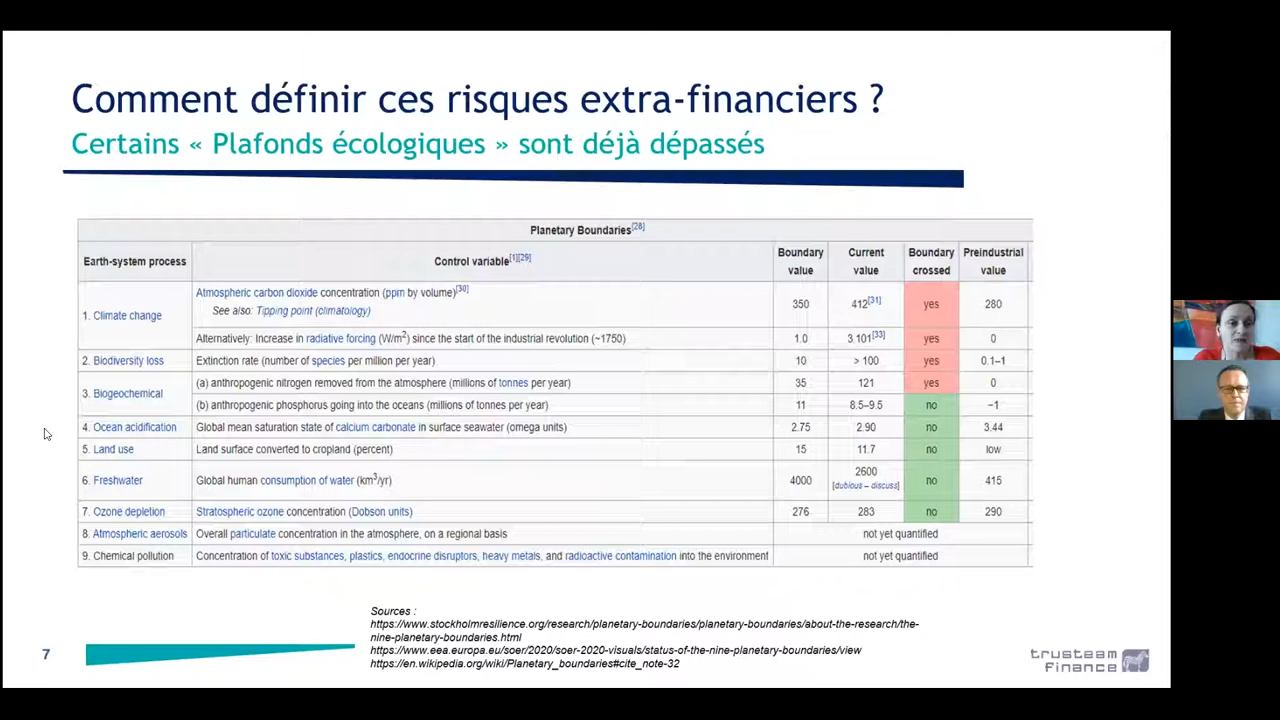 Comment définir ces risques extra-financiers ?
Certains « Plafonds écologiques » sont déjà dépassés
Planetary Boundaries[28]
Earth-system process Control variable[1][29] Boundary value Current value Boundary crossed Preindustrial value
1. Climate change
Atmospheric carbon dioxide concentration (ppm by volume)[30]
See also: Tipping point (climatology)
350 412[31] yes 280
Alternatively: Increase in radiative forcing (W/m2) since the start of the industrial revolution (~1750) 1.0 3.101[33] yes 0
2. Biodiversity loss Extinction rate (number of species per million per year) 10 > 100 yes 0.1–1
3. Biogeochemical
(a) anthropogenic nitrogen removed from the atmosphere (millions of tonnes per year) 35 121 yes 0
(b) anthropogenic phosphorus going into the oceans (millions of tonnes per year) 11 8.5–9.5 no −1
4. Ocean acidification Global mean saturation state of calcium carbonate in surface seawater (omega units) 2.75 2.90 no 3.44
5. Land use Land surface converted to cropland (percent) 15 11.7 no low
6. Freshwater Global human consumption of water (km3/yr) 4000 2600 [dubious – discuss] no 415
7. Ozone depletion Stratospheric ozone concentration (Dobson units) 276 283 no 290
8. Atmospheric aerosols Overall particulate concentration in the atmosphere, on a regional basis not yet quantified
9. Chemical pollution Concentration of toxic substances, plastics, endocrine disruptors, heavy metals, and radioactive contamination into the environment not yet quantified
Sources :
https://www.stockholmresilience.org/research/planetary-boundaries/planetary-boundaries/about-the-research/the-
nine-planetary-boundaries.html
https://www.eea.europa.eu/soer/2020/soer-2020-visuals/status-of-the-nine-planetary-boundaries/view
https://en.wikipedia.org/wiki/Planetary_boundaries#cite_note-32
7
trusteam
finance